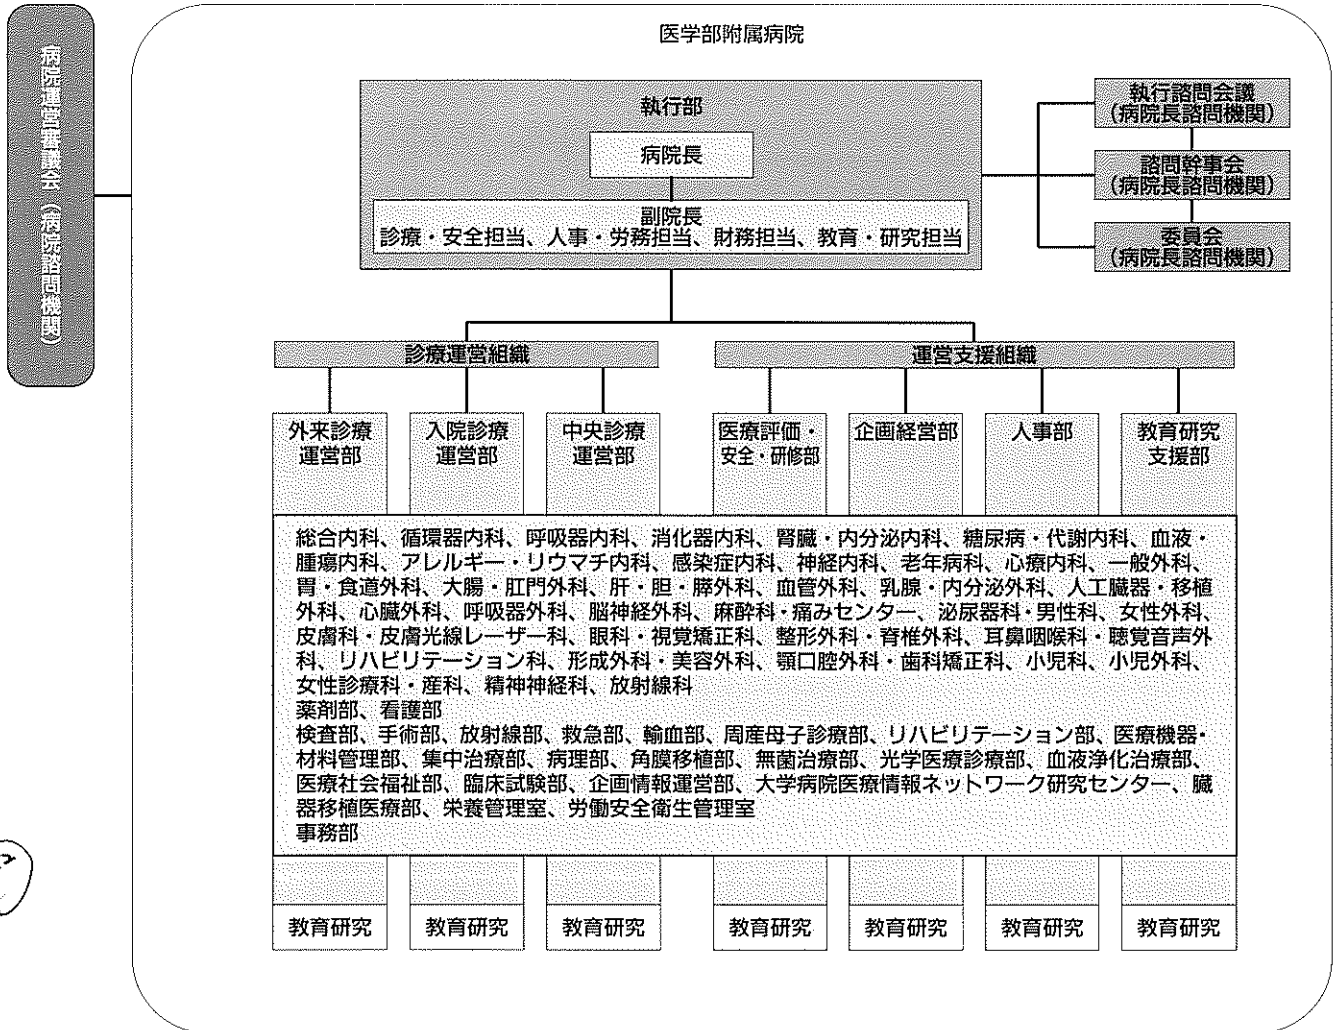 病院運営審議会（病院諮問機関）
医学部附属病院
執行部
病院長
副院長
診療・安全担当、人事・労務担当、財務担当、教育・研究担当
執行諮問会議
(病院長諮問機関)
諮問幹事会
(病院長諮問機関)
委員会
(病院長諮問機関)
診療運営組織
運営支援組織
外来診療
運営部
入院診療
運営部
中央診療
運営部
医療評価・
安全・研修部
企画経営部
人事部
教育研究
支援部
総合内科、循環器内科、呼吸器内科、消化器内科、腎臓・内分泌内科、糖尿病・代謝内科、血液・
腫瘍内科、アレルギー・リウマチ内科、感染症内科、神経内科、老年病科、心療内科、一般外科、
胃・食道外科、大腸・肛門外科、肝・胆・膵外科、血管外科、乳腺・内分泌外科、人工臓器・移植
外科、心臓外科、呼吸器外科、脳神経外科、麻酔科・痛みセンター、泌尿器科・男性科、女性外科、
皮膚科・皮膚光線レーザー科、眼科・視覚矯正科、整形外科・脊椎外科、耳鼻咽喉科・聴覚音声外
科、リハビリテーション科、形成外科・美容外科、顎口腔外科・歯科矯正科、小児科、小児外科、
女性診療科・産科、精神神経科、放射線科
薬剤部、看護部
検査部、手術部、放射線部、救急部、輸血部、周産母子診療部、リハビリテーション部、医療機器・
材料管理部、集中治療部、病理部、角膜移植部、無菌治療部、光学医療診療部、血液浄化治療部、
医療社会福祉部、臨床試験部、企画情報運営部、大学病院医療情報ネットワーク研究センター、臓
器移植医療部、栄養管理室、労働安全衛生管理室
事務部
教育研究
教育研究
教育研究
教育研究
教育研究
教育研究
教育研究